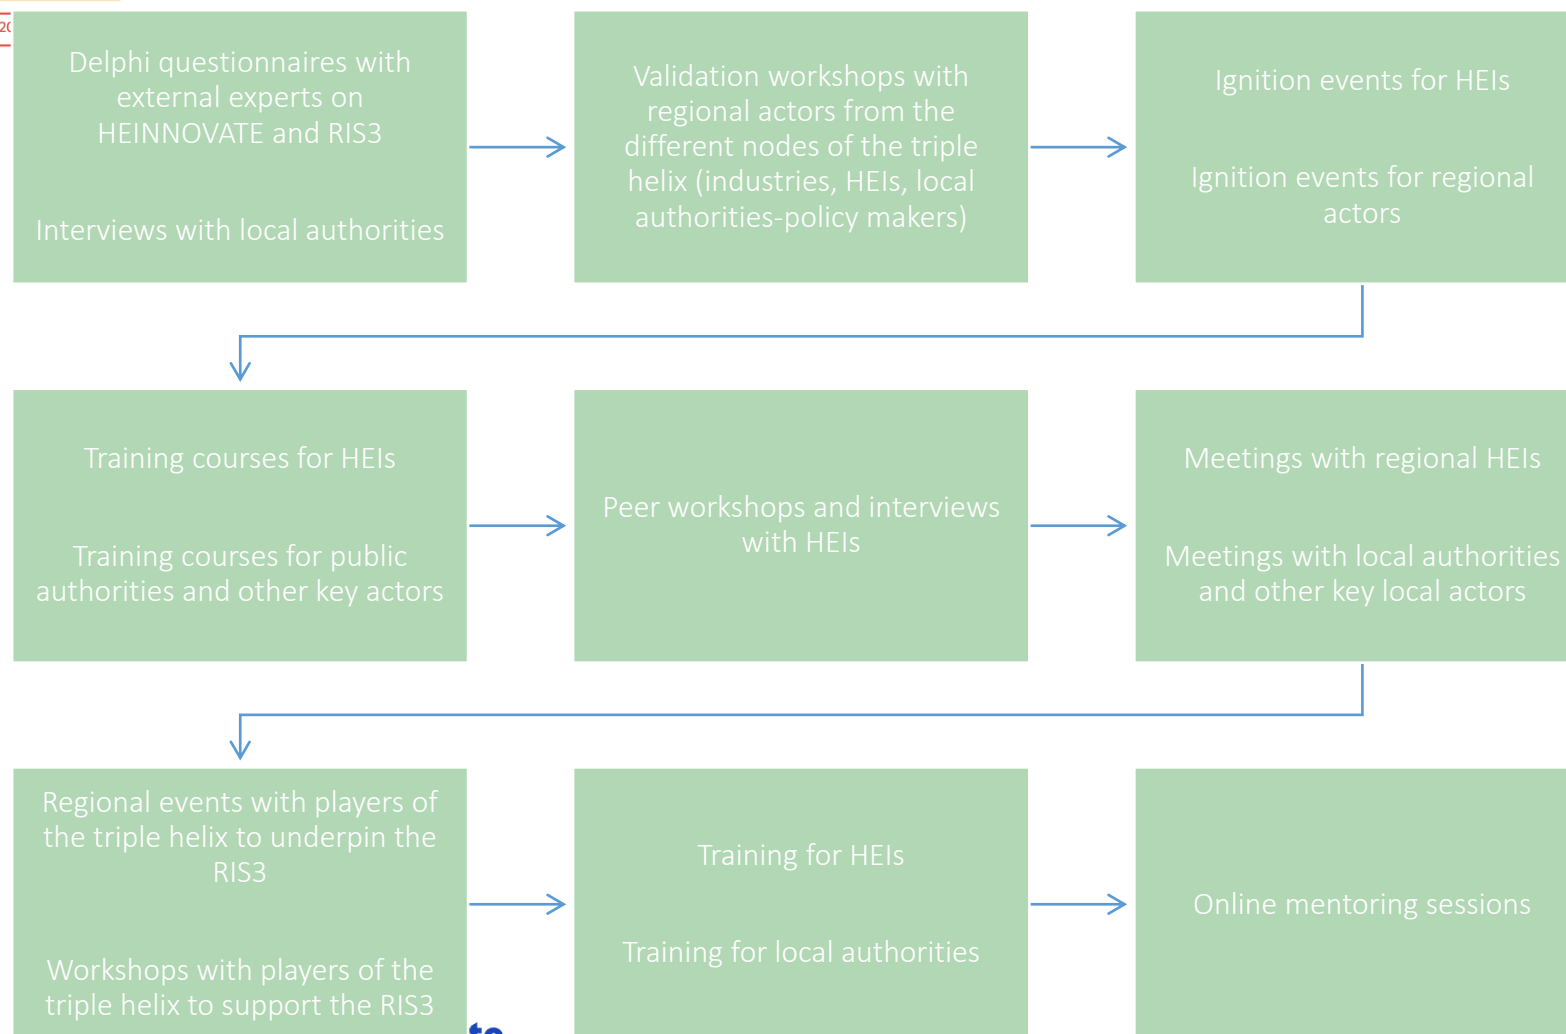 20
Delphi questionnaires with
external experts on
HEINNOVATE and RIS3
Interviews with local authorities
Validation workshops with
regional actors from the
different nodes of the triple
helix (industries, HEIs, local
authorities-policy makers)
Ignition events for HEIs
Ignition events for regional
actors
Training courses for HEIs
Training courses for public
authorities and other key actors
Peer workshops and interviews
with HEIs
Meetings with regional HEIs
Meetings with local authorities
and other key local actors
Regional events with players of
the triple helix to underpin the
RIS3
Workshops with players of the
triple helix to support the RIS3
Training for HEIs
Training for local authorities
Online mentoring sessions